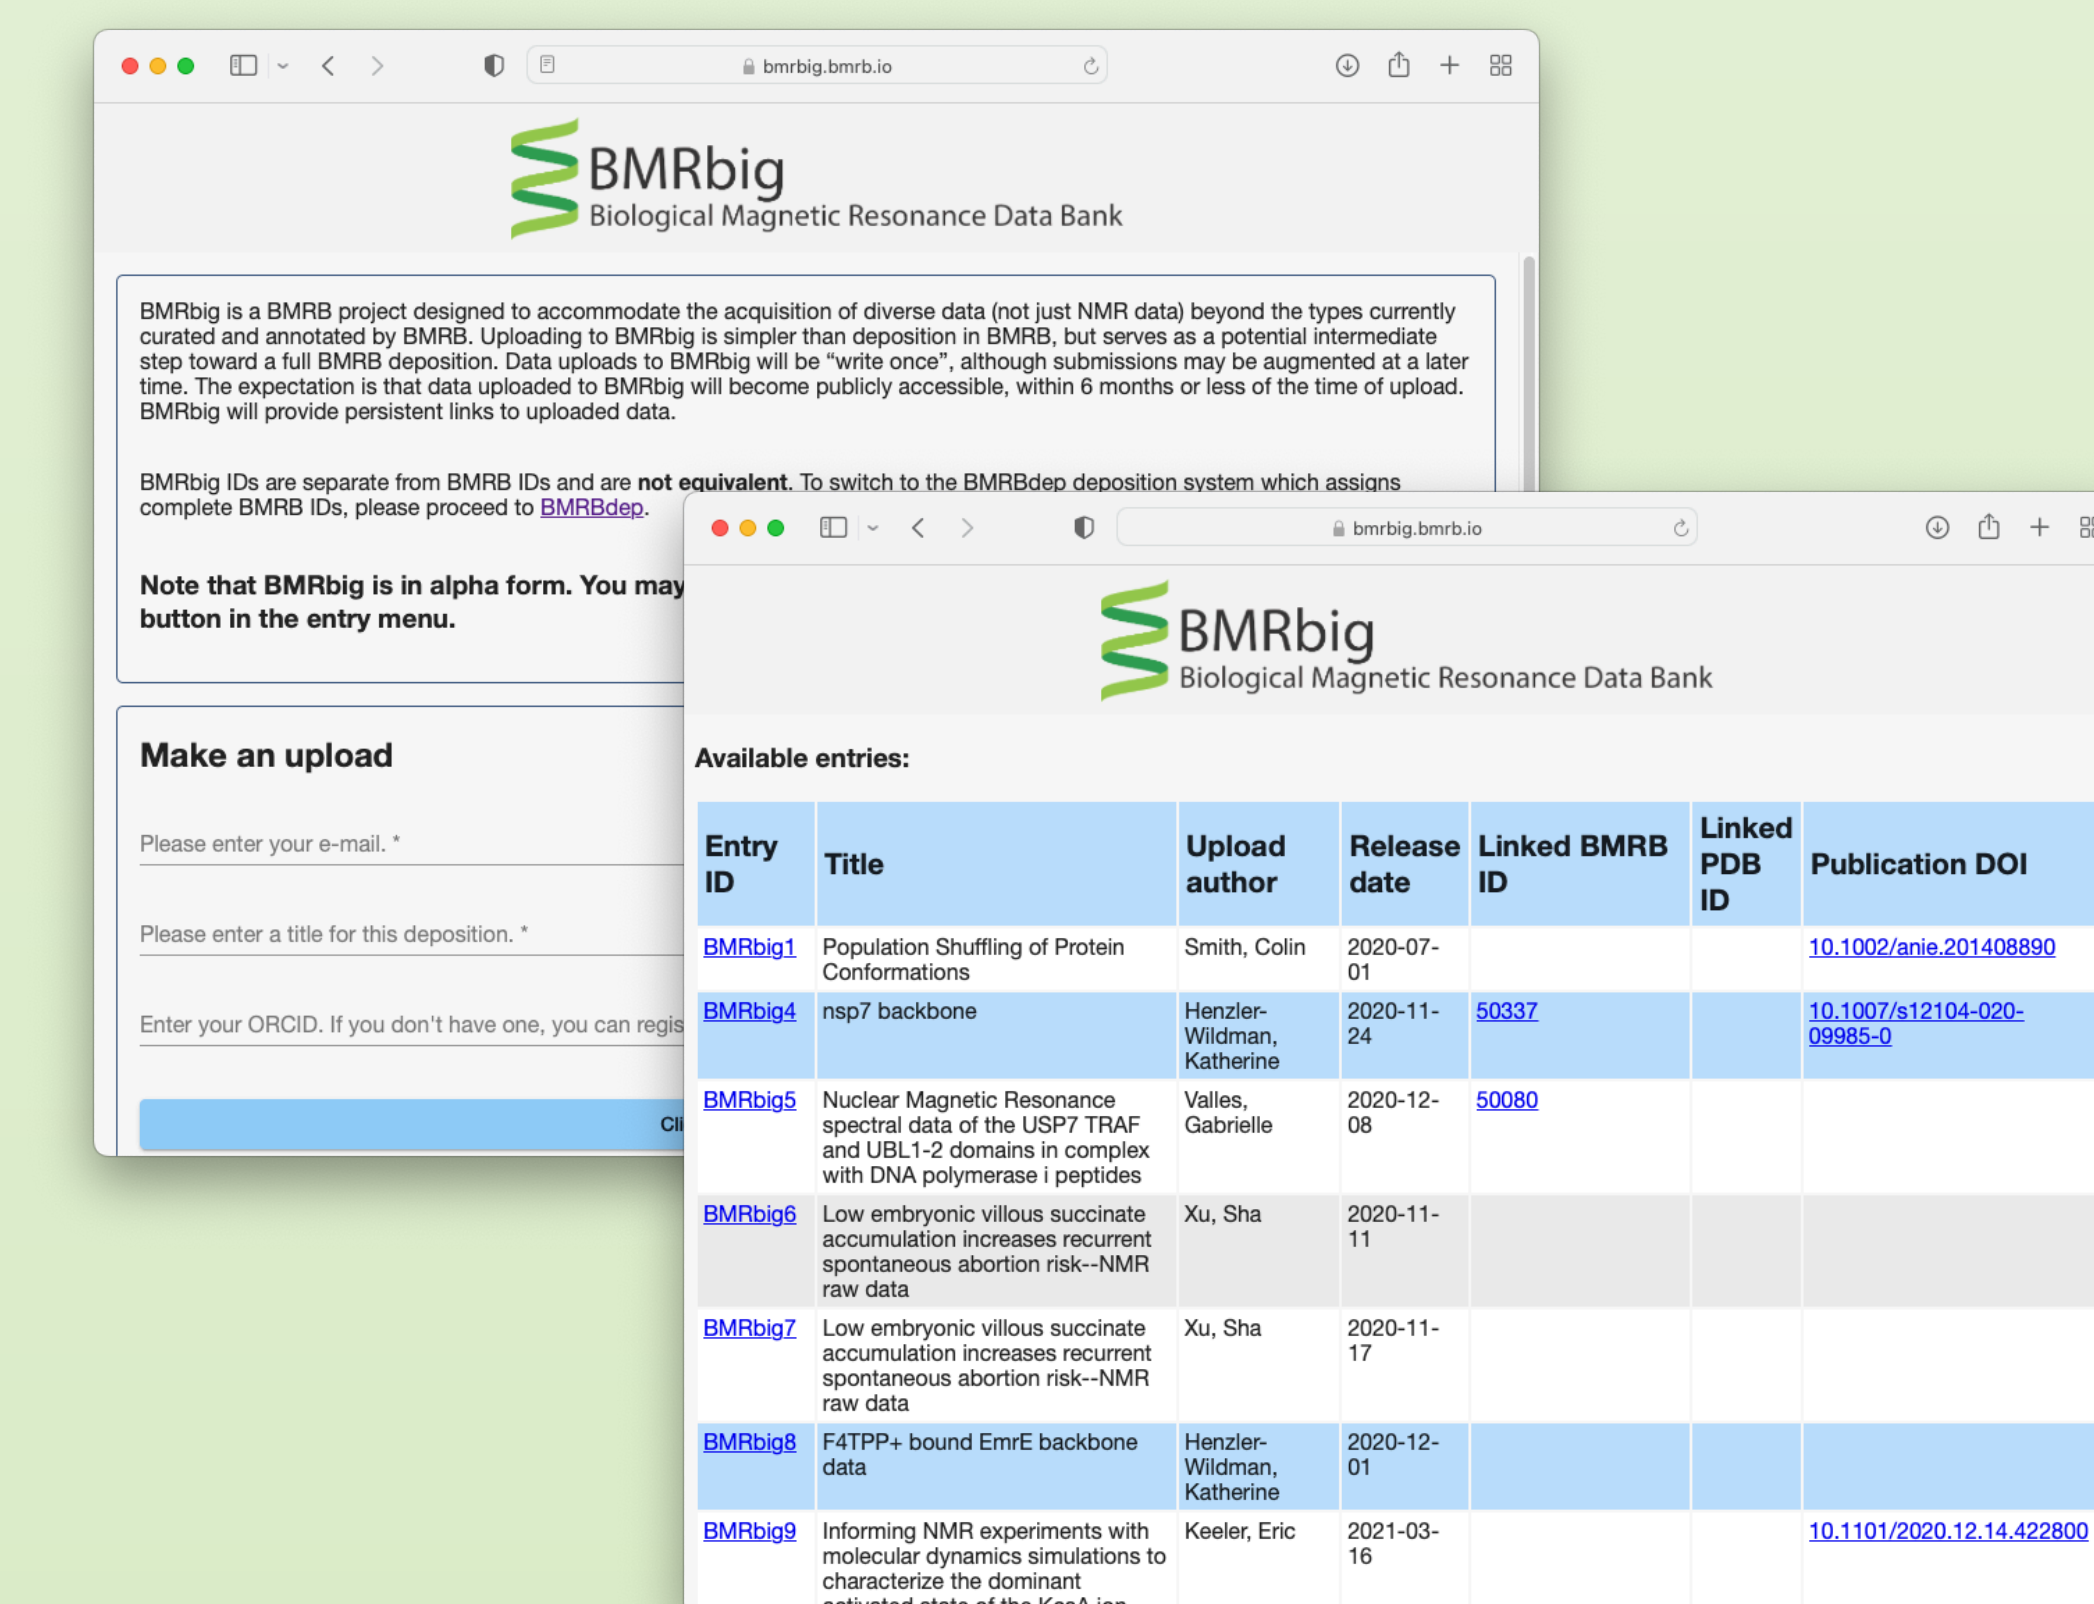 bmrbig.bmrb.io
BMRbig
Biological Magnetic Resonance Data Bank
BMRbig is a BMRB project designed to accommodate the acquisition of diverse data (not just NMR data) beyond the types currently
curated and annotated by BMRB. Uploading to BMRbig is simpler than deposition in BMRB, but serves as a potential intermediate
step toward a full BMRB deposition. Data uploads to BMRbig will be “write once”, although submissions may be augmented at a later
time. The expectation is that data uploaded to BMRbig will become publicly accessible, within 6 months or less of the time of upload.
BMRbig will provide persistent links to uploaded data.
BMRbig IDs are separate from BMRB IDs and are not equivalent. To switch to the BMRBdep deposition system which assigns
complete BMRB IDs, please proceed to BMRBdep.
Note that BMRbig is in alpha form. You may
button in the entry menu.
Make an upload
Please enter your e-mail. *
Please enter a title for this deposition. *
Enter your ORCID. If you don't have one, you can regis
Cli
bmrbig.bmrb.io
BMRbig
Biological Magnetic Resonance Data Bank
Available entries:
Entry ID Title Upload author Release date Linked BMRB ID Linked PDB ID Publication DOI
BMRbig1 Population Shuffling of Protein Smith, Colin 2020-07- 10.1002/anie.201408890
Conformations 01
BMRbig4 nsp7 backbone Henzler- 2020-11- 50337 10.1007/s12104-020-
Wildman, 24 09985-0
Katherine
BMRbig5 Nuclear Magnetic Resonance Valles, 2020-12- 50080
spectral data of the USP7 TRAF Gabrielle 08
and UBL1-2 domains in complex
with DNA polymerase i peptides
BMRbig6 Low embryonic villous succinate Xu, Sha 2020-11-
accumulation increases recurrent 11
spontaneous abortion risk--NMR
raw data
BMRbig7 Low embryonic villous succinate Xu, Sha 2020-11-
accumulation increases recurrent 17
spontaneous abortion risk--NMR
raw data
BMRbig8 F4TPP+ bound EmrE backbone Henzler- 2020-12-
data Wildman, 01
Katherine
BMRbig9 Informing NMR experiments with Keeler, Eric 2021-03- 10.1101/2020.12.14.422800
molecular dynamics simulations to 16
characterize the dominant